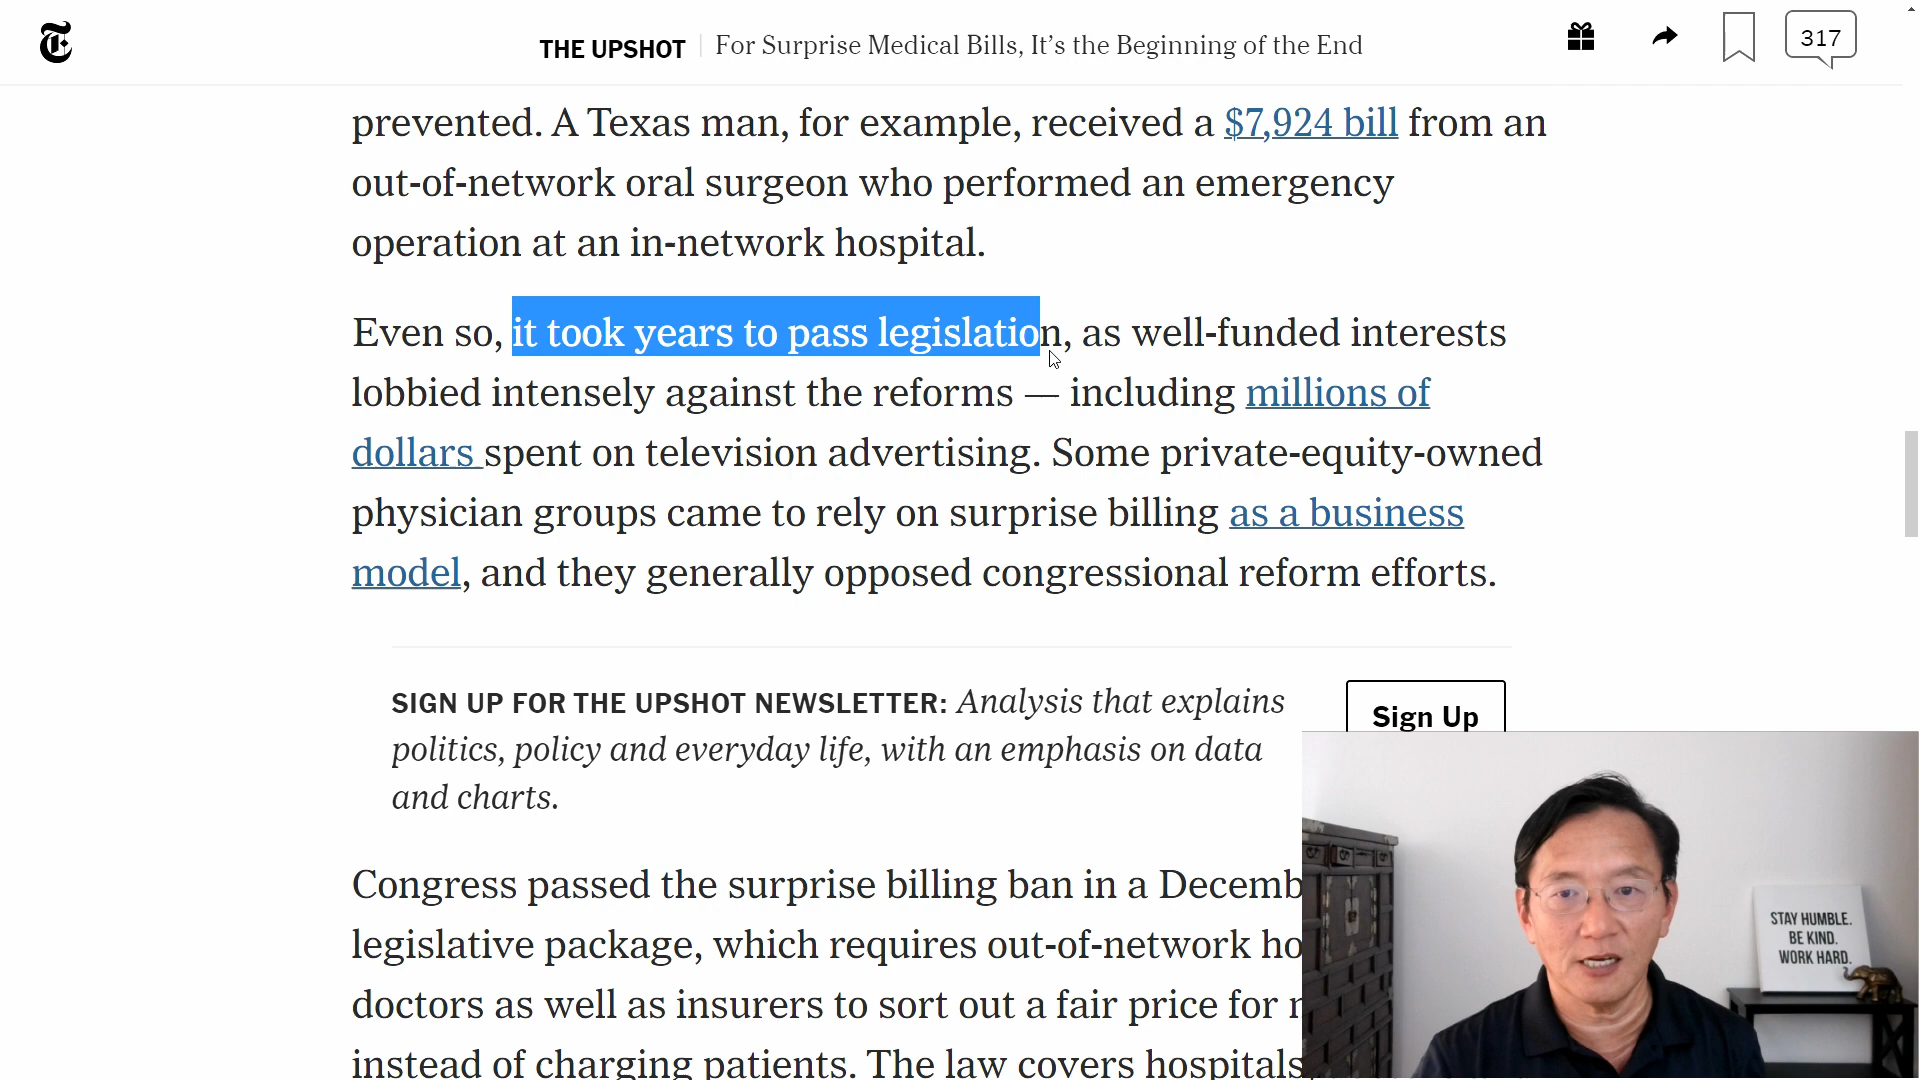 THE UPSHOT For Surprise Medical Bills, It's the Beginning of the End
317
prevented. A Texas man, for example, received a $7,924 bill from an
out-of-network oral surgeon who performed an emergency
operation at an in-network hospital.
Even so, it took years to pass legislation, as well-funded interests
lobbied intensely against the reforms — including millions of
dollars spent on television advertising. Some private-equity-owned
physician groups came to rely on surprise billing as a business
model, and they generally opposed congressional reform efforts.
SIGN UP FOR THE UPSHOT NEWSLETTER: Analysis that explains
politics, policy and everyday life, with an emphasis on data
and charts.
Sign Up
Congress passed the surprise billing ban in a Decemb
legislative package, which requires out-of-network ho
doctors as well as insurers to sort out a fair price for
instead of charging patients. The law covers hospitals,
STAY HUMBLE.
BE KIND.
WORK HARD.